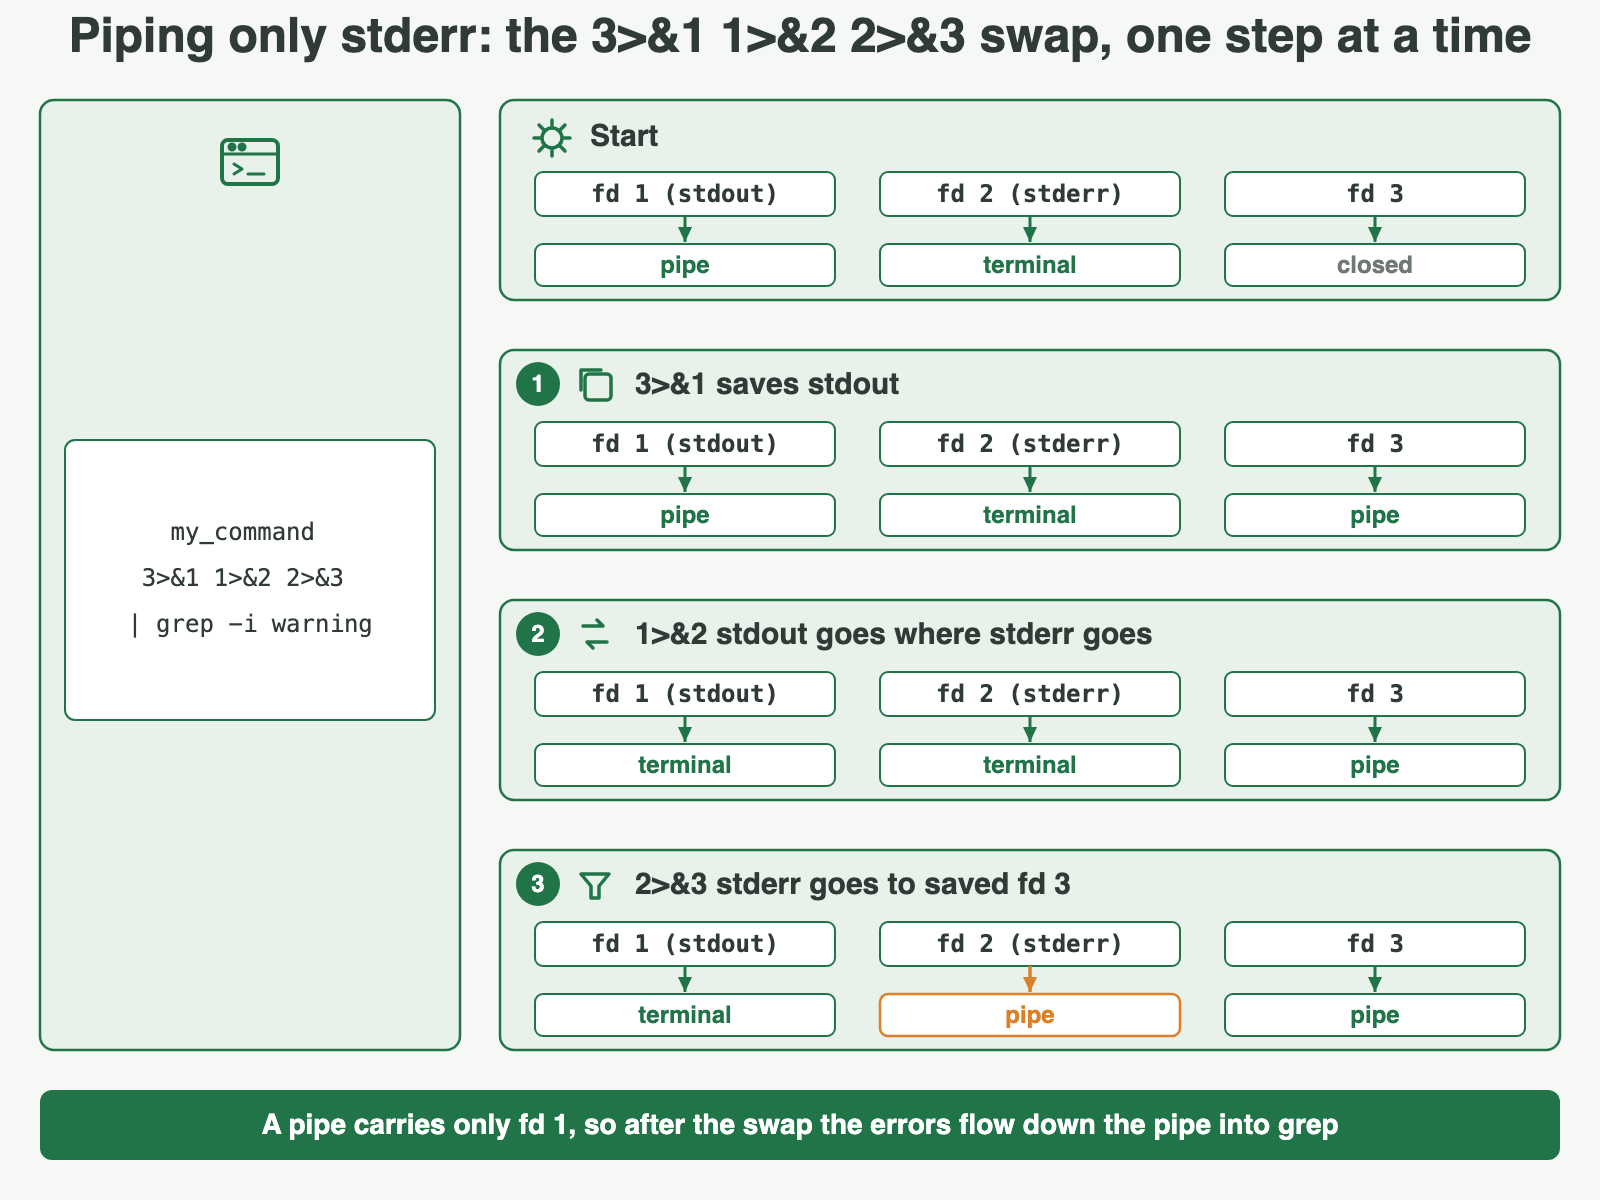 Piping only stderr: the 3>&1 1>&2 2>&3 swap, one step at a time
>_
my_command
3>&1 1>&2 2>&3
| grep -i warning
Start
fd 1 (stdout)
fd 2 (stderr)
fd 3
pipe
terminal
closed
1
3>&1 saves stdout
fd 1 (stdout)
fd 2 (stderr)
fd 3
pipe
terminal
pipe
2
1>&2 stdout goes where stderr goes
fd 1 (stdout)
fd 2 (stderr)
fd 3
terminal
terminal
pipe
3
2>&3 stderr goes to saved fd 3
fd 1 (stdout)
fd 2 (stderr)
fd 3
terminal
pipe
pipe
A pipe carries only fd 1, so after the swap the errors flow down the pipe into grep